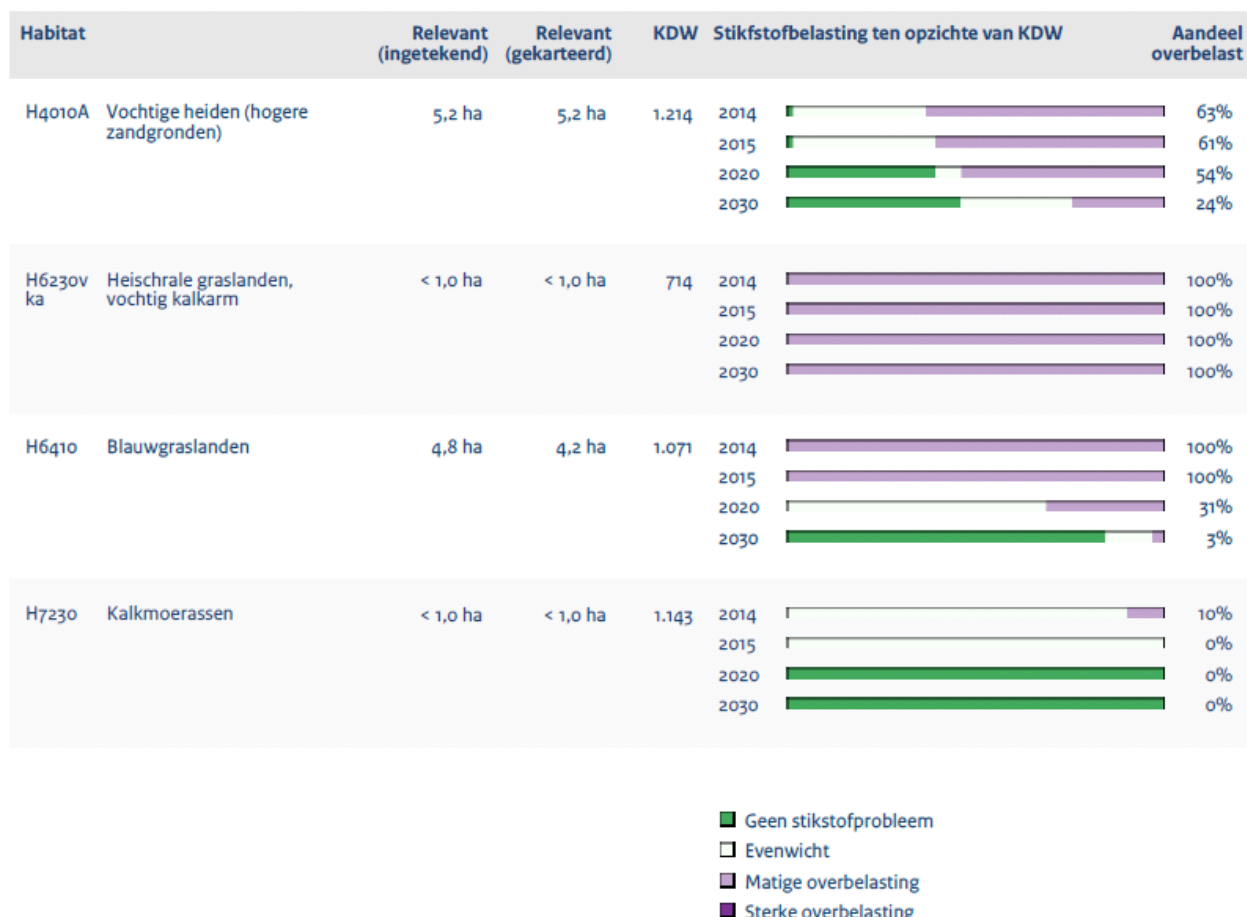 Habitat Relevant (ingetekend) Relevant (gekarteerd) KDW Stikfstofbelasting ten opzichte van KDW Aandeel overbelast
H4010A Vochtige heiden (hogere zandgronden) 5,2 ha 5,2 ha 1.214 2014 63%
2015 61%
2020 54%
2030 24%
H6230v ka Heischrale graslanden, vochtig kalkarm < 1,0 ha < 1,0 ha 714 2014 100%
2015 100%
2020 100%
2030 100%
H6410 Blauwgraslanden 4,8 ha 4,2 ha 1.071 2014 100%
2015 100%
2020 31%
2030 3%
H7230 Kalkmoerassen < 1,0 ha < 1,0 ha 1.143 2014 10%
2015 0%
2020 0%
2030 0%
Geen stikstofprobleem
Evenwicht
Matige overbelasting
Sterke overbelasting